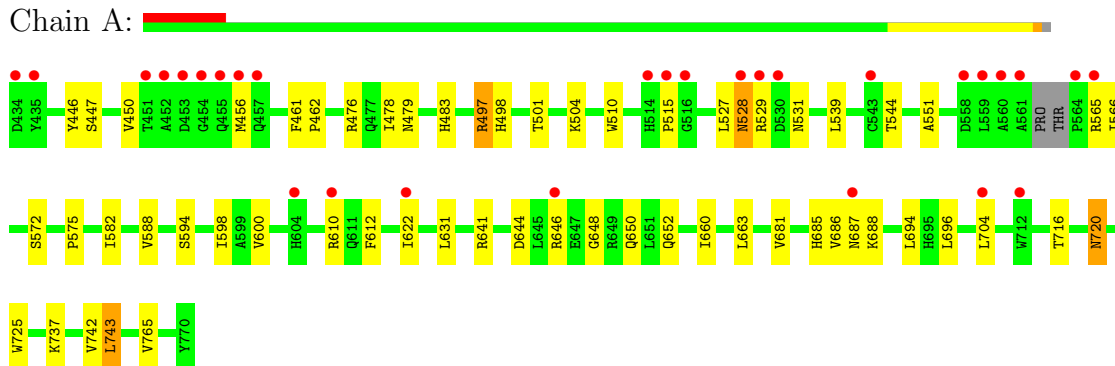 Chain A:
D434 Y435 Y446 S447 V450 T451 A452 D453 G454 Q455 M456 Q457 F461 P462 R476 Q477 I478 N479 H483 R497 H498 T501 K504 W510 H514 P515 G516 L527 N528 R529 D530 N531 L539 C543 T544 A551 D558 L559 A560 A561 PRO THR P564 R565
S572 P575 I582 V588 S594 I598 A599 V600 H604 R610 Q611 F612 I622 L631 R641 D644 L645 R646 E647 G648 R649 Q650 L651 Q652 I660 L663 V681 H685 V686 N687 K688 L694 H695 L696 L704 W712 T716 N720
W725 K737 V742 L743 V765 Y770